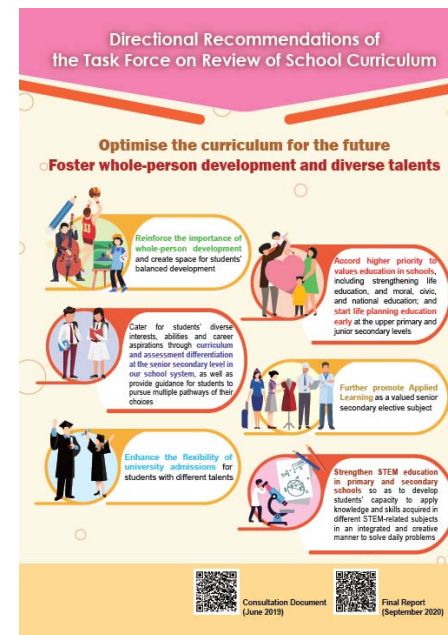 Directional Recommendations of
the Task Force on Review of School Curriculum
Optimise the curriculum for the future
Foster whole-person development and diverse talents
Reinforce the importance of
whole-person development
and create space for students'
balanced development
Accord higher priority to
values education in schools,
including strengthening life
education, and moral, civic,
and national education; and
start life planning education
early at the upper primary and
junior secondary levels
Cater for students' diverse
interests, abilities and career
aspirations through curriculum
and assessment differentiation
at the senior secondary level in
our school system, as well as
provide guidance for students to
pursue multiple pathways of their
choices
Further promote Applied
Learning as a valued senior
secondary elective subject
Enhance the flexibility of
university admissions for
students with different talents
Strengthen STEM education
in primary and secondary
schools so as to develop
students' capacity to apply
knowledge and skills acquired in
different STEM-related subjects
in an integrated and creative
manner to solve daily problems
Consultation Document
(June 2019)
Final Report
(September 2020)
33